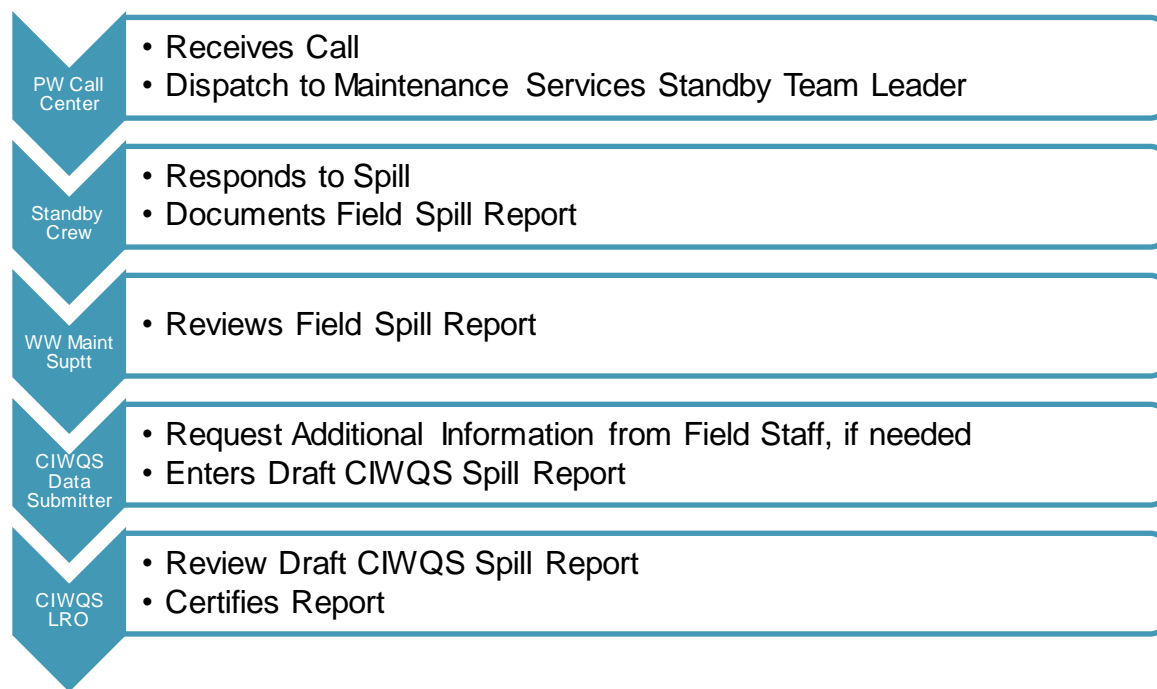 PW Call
Center
• Receives Call
• Dispatch to Maintenance Services Standby Team Leader
Standby
Crew
• Responds to Spill
• Documents Field Spill Report
WW Maint
Suptt
• Reviews Field Spill Report
CIWQS
Data
Submitter
• Request Additional Information from Field Staff, if needed
• Enters Draft CIWQS Spill Report
CIWQS
LRO
• Review Draft CIWQS Spill Report
• Certifies Report